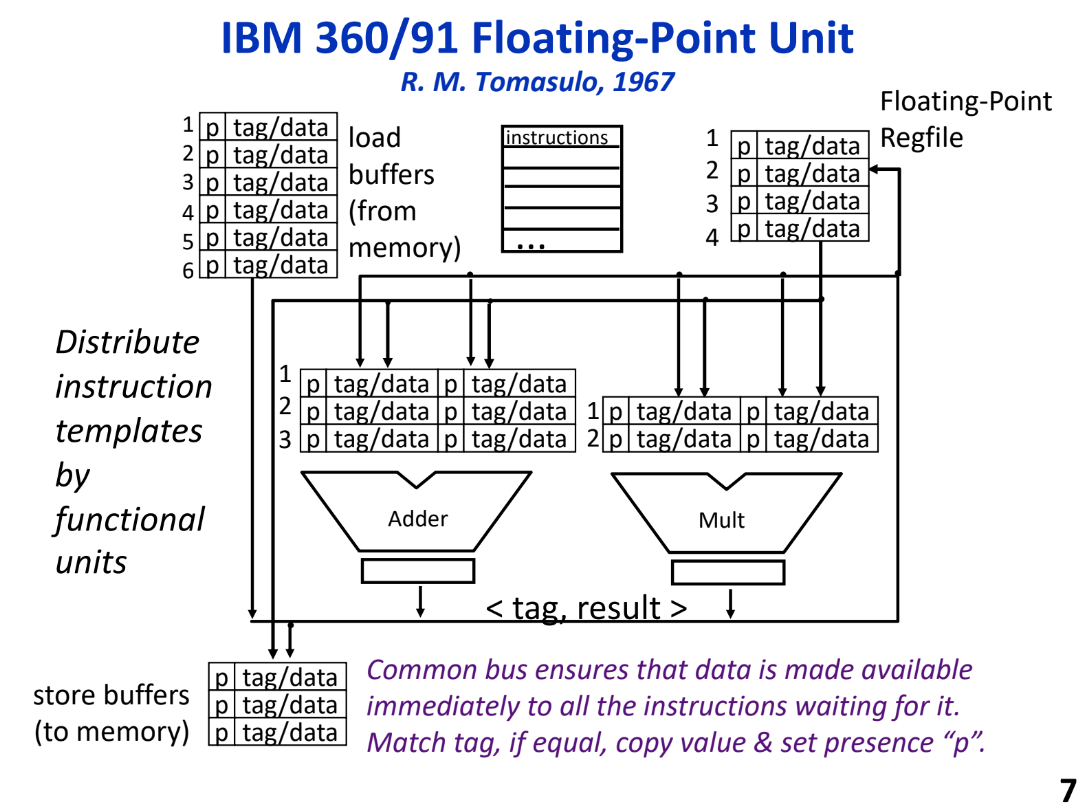 IBM 360/91 Floating-Point Unit
R. M. Tomasulo, 1967
1 p tag/data
2 p tag/data
3 p tag/data
4 p tag/data
5 p tag/data
6 p tag/data
load
buffers
(from
memory)
instructions
...
Floating-Point
Regfile
1 p tag/data
2 p tag/data
3 p tag/data
4 p tag/data
Distribute
instruction
templates
by
functional
units
1 p tag/data p tag/data
2 p tag/data p tag/data
3 p tag/data p tag/data
1 p tag/data p tag/data
2 p tag/data p tag/data
Adder
Mult
< tag, result >
store buffers
(to memory)
p tag/data
p tag/data
p tag/data
Common bus ensures that data is made available
immediately to all the instructions waiting for it.
Match tag, if equal, copy value & set presence “p”.
7